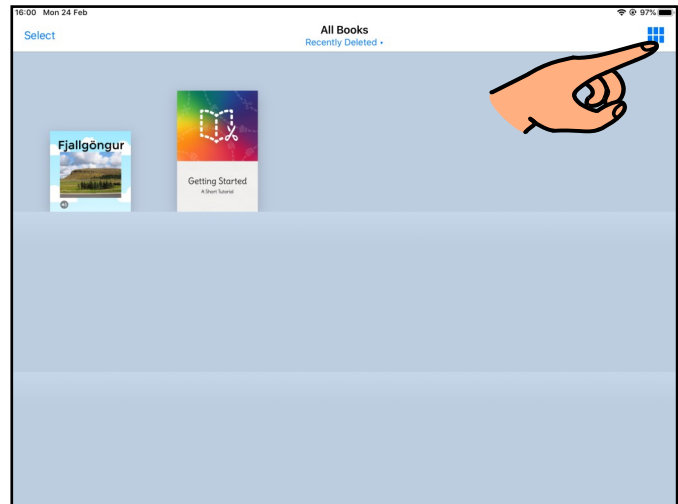 16:00 Mon 24 Feb
97%
Select
All Books
Recently Deleted
Fjallgöngur
Getting Started
A Short Tutorial